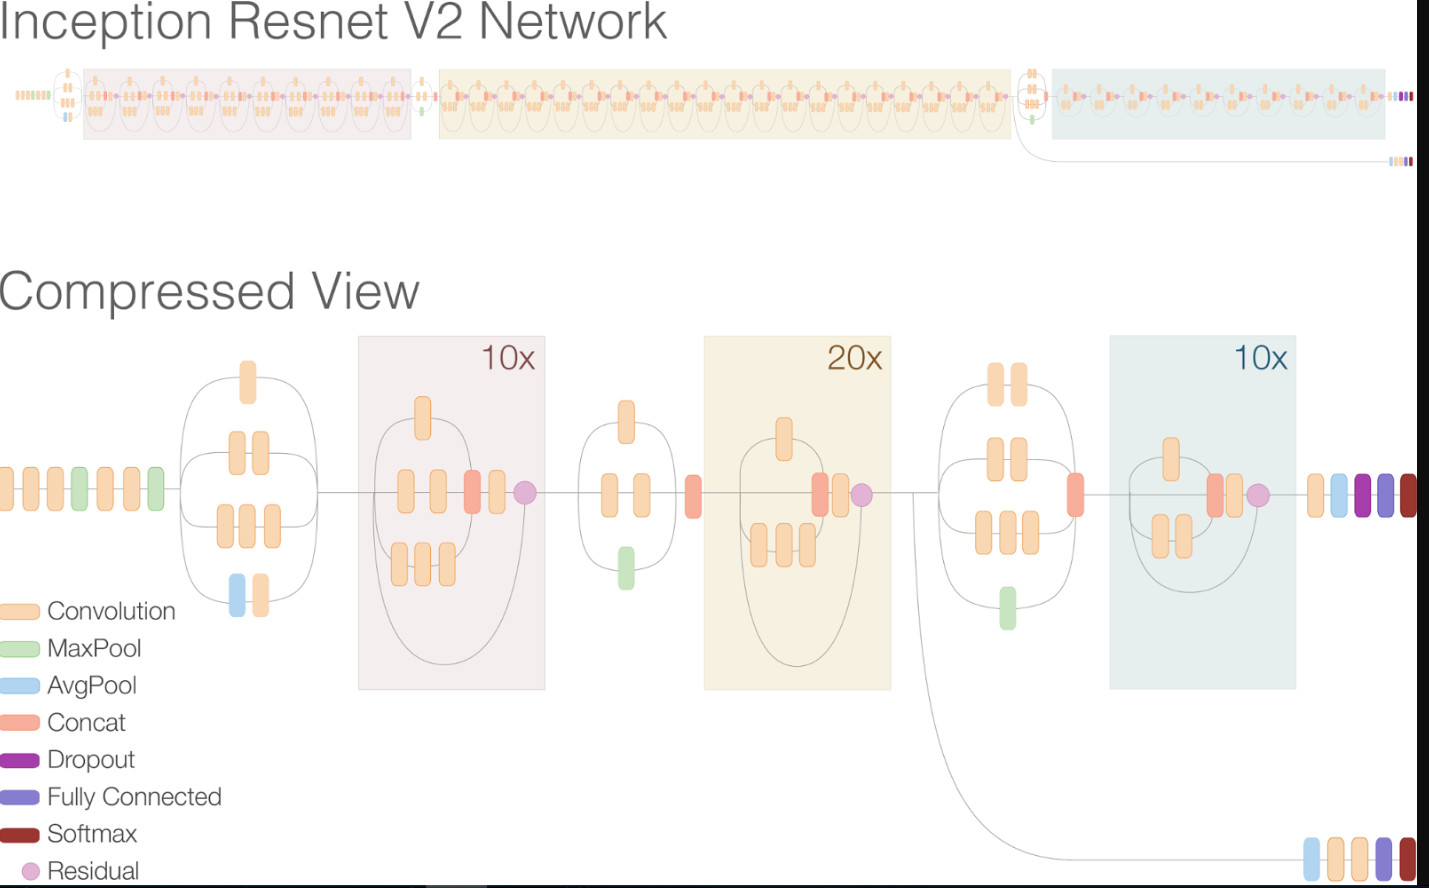 Inception Resnet V2 Network
Compressed View
10x
20x
10x
Convolution
MaxPool
AvgPool
Concat
Dropout
Fully Connected
Softmax
Residual